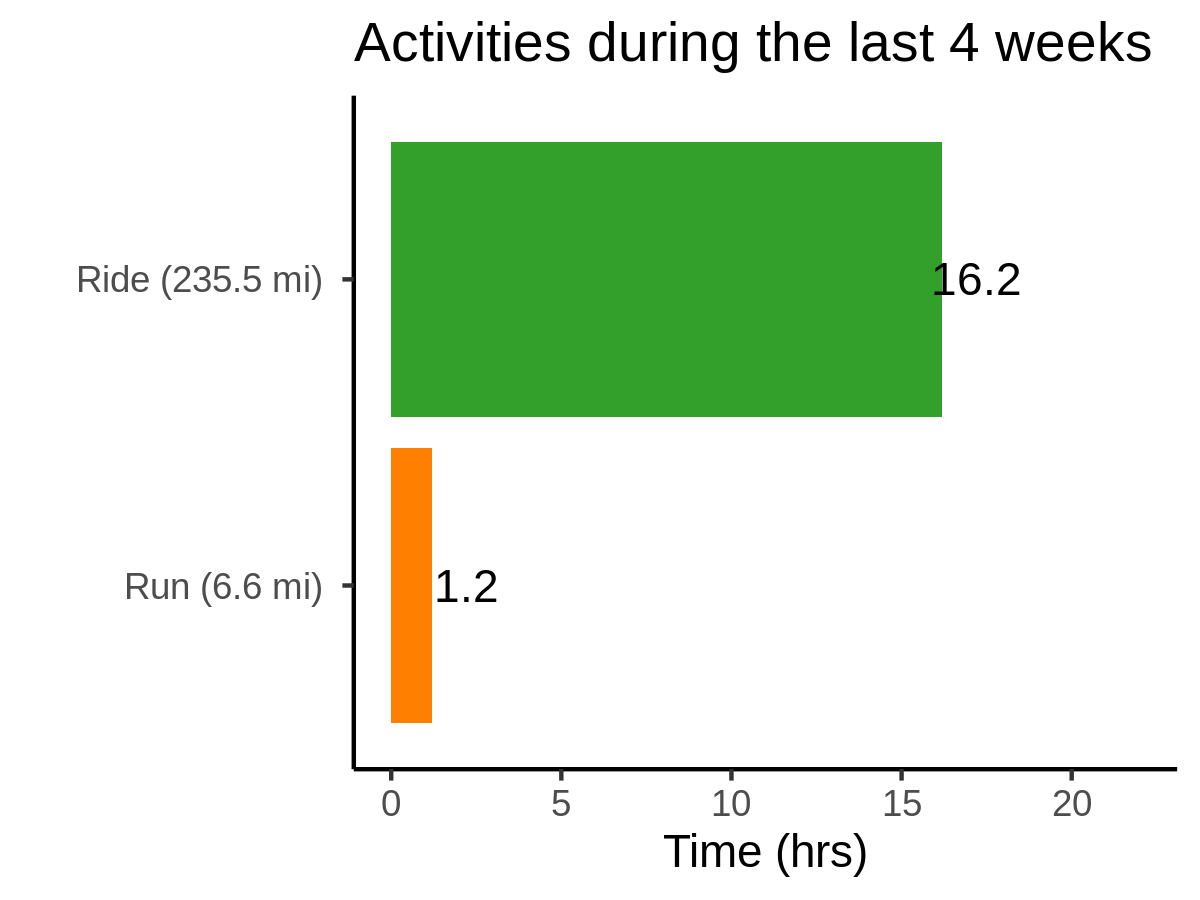 Activities during the last 4 weeks
Ride (235.5 mi)
16.2
Run (6.6 mi)
1.2
0 5 10 15 20
Time (hrs)